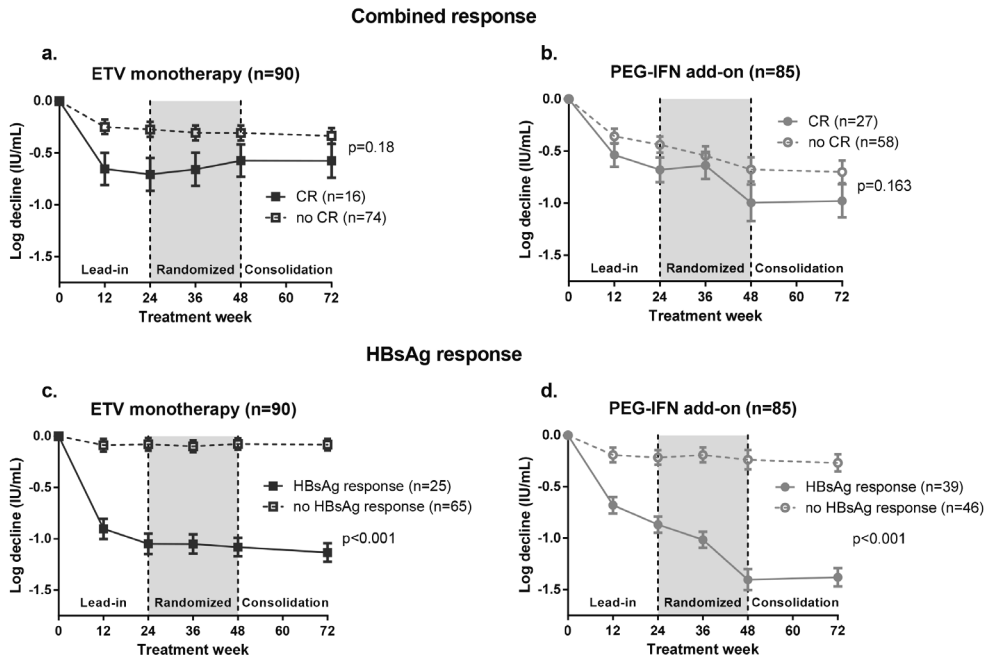 Combined response
a.
ETV monotherapy (n=90)
0.0
-0.5
-1.0
-1.5
Log decline (IU/mL)
p=0.18
CR (n=16)
no CR (n=74)
Lead-in
Randomized
Consolidation
0 12 24 36 48 60 72
Treatment week
b.
PEG-IFN add-on (n=85)
0.0
-0.5
-1.0
-1.5
Log decline (IU/mL)
CR (n=27)
no CR (n=58)
p=0.163
Lead-in
Randomized
Consolidation
0 12 24 36 48 60 72
Treatment week
HBsAg response
c.
ETV monotherapy (n=90)
0.0
-0.5
-1.0
-1.5
Log decline (IU/mL)
HBsAg response (n=25)
no HBsAg response (n=65)
p<0.001
Lead-in
Randomized
Consolidation
0 12 24 36 48 60 72
Treatment week
d.
PEG-IFN add-on (n=85)
0.0
-0.5
-1.0
-1.5
Log decline (IU/mL)
HBsAg response (n=39)
no HBsAg response (n=46)
p<0.001
Lead-in
Randomized
Consolidation
0 12 24 36 48 60 72
Treatment week